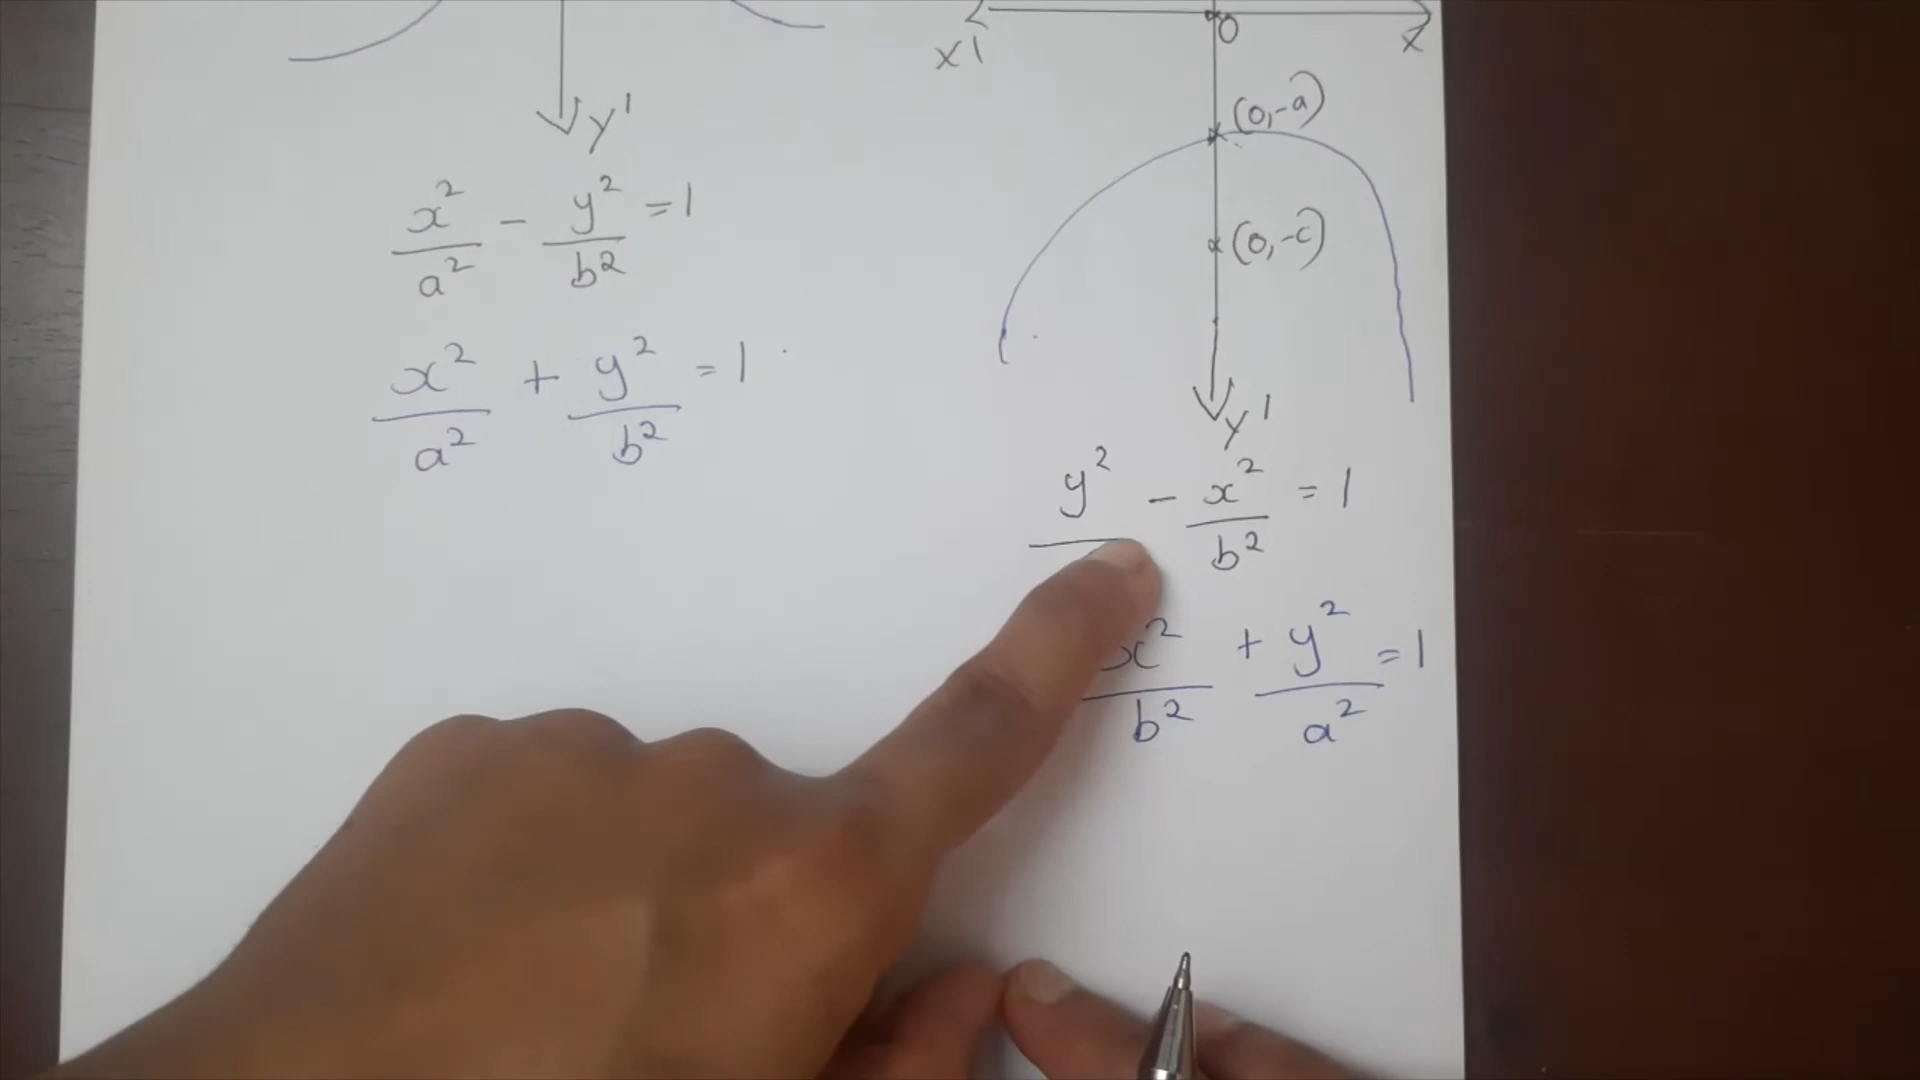 O
X1
X
Y'
(0,-a)
(0,-c)
Y'
x²/a² - y²/b² = 1
x²/a² + y²/b² = 1
y² - x²/b² = 1
x²/b² + y²/a² = 1